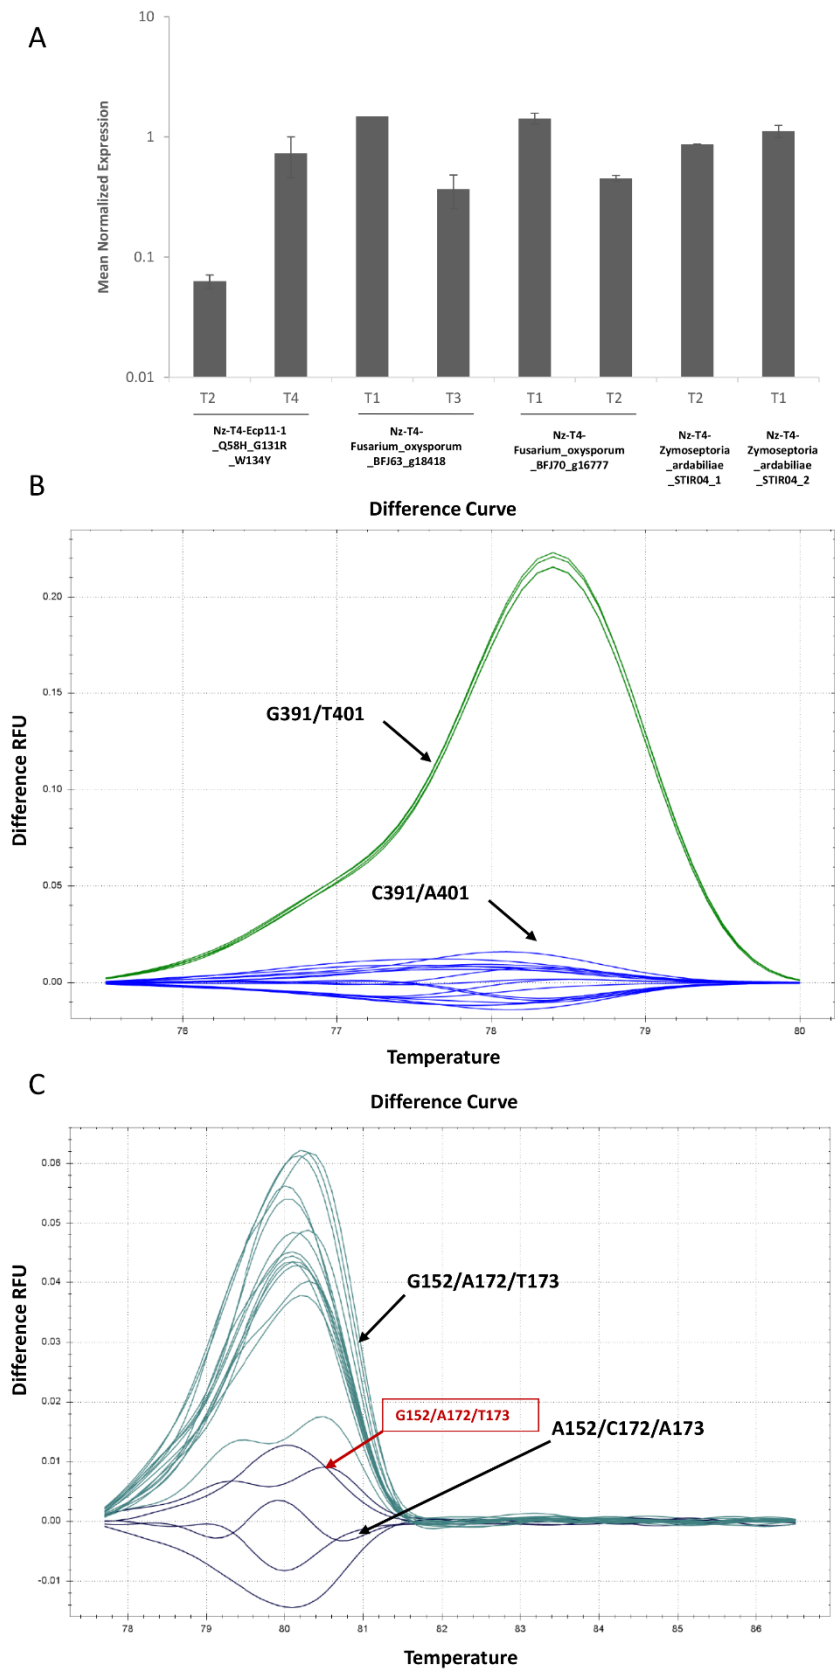 A
10
1
0.1
0.01
Mean Normalized Expression
T2
T4
T1
T3
T1
T2
T2
T1
Nz-T4-Ecp11-1
_Q58H_G131R
_W134Y
Nz-T4-
Fusarium_oxysporum
_BFJ63_g18418
Nz-T4-
Fusarium_oxysporum
_BFJ70_g16777
Nz-T4-
Zymoseptoria
_ardabiliae
_STIR04_1
Nz-T4-
Zymoseptoria
_ardabiliae
_STIR04_2
B
Difference Curve
0.20
0.15
0.10
0.05
0.00
Difference RFU
G391/T401
C391/A401
76
77
78
79
80
Temperature
C
Difference Curve
0.06
0.05
0.04
0.03
0.02
0.01
0.00
-0.01
Difference RFU
G152/A172/T173
G152/A172/T173
A152/C172/A173
78
79
80
81
82
83
84
85
86
Temperature